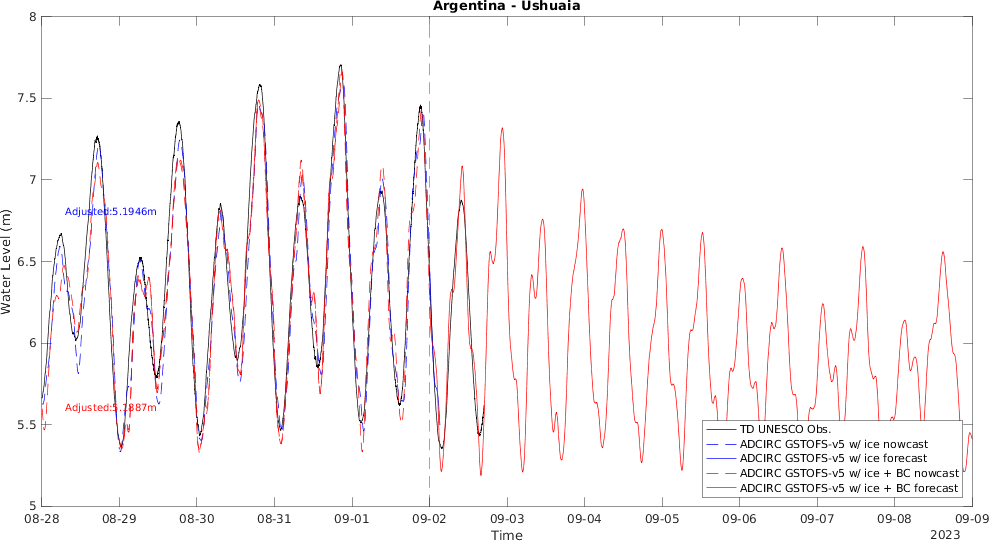 Argentina - Ushuaia
8
7.5
7
6.5
6
5.5
5
Water Level (m)
Adjusted:5.1946m
Adjusted:5.1887m
TD UNESCO Obs.
ADCIRC GSTOFS-v5 w/ ice nowcast
ADCIRC GSTOFS-v5 w/ ice forecast
ADCIRC GSTOFS-v5 w/ ice + BC nowcast
ADCIRC GSTOFS-v5 w/ ice + BC forecast
08-28 08-29 08-30 08-31 09-01 09-02 09-03 09-04 09-05 09-06 09-07 09-08 09-09
Time
2023